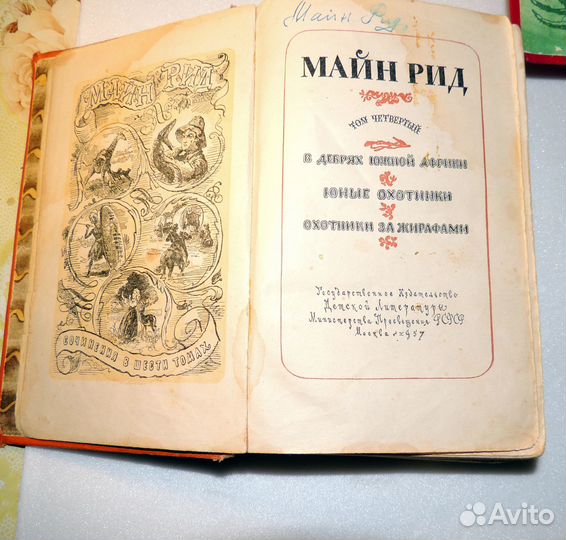 МАЙН РИД
СОЧИНЕНИЯ В ШЕСТИ ТОМАХ
Майн Рид.
МАЙН РИД
ТОМ ЧЕТВЕРТЫЙ
В ДЕБРЯХ ЮЖНОЙ АФРИКИ
ЮНЫЕ ОХОТНИКИ
ОХОТНИКИ ЗА ЖИРАФАМИ
Государственное Издательство
Детской Литературы
Министерства Просвещения РСФСР
Москва 1957
Avito